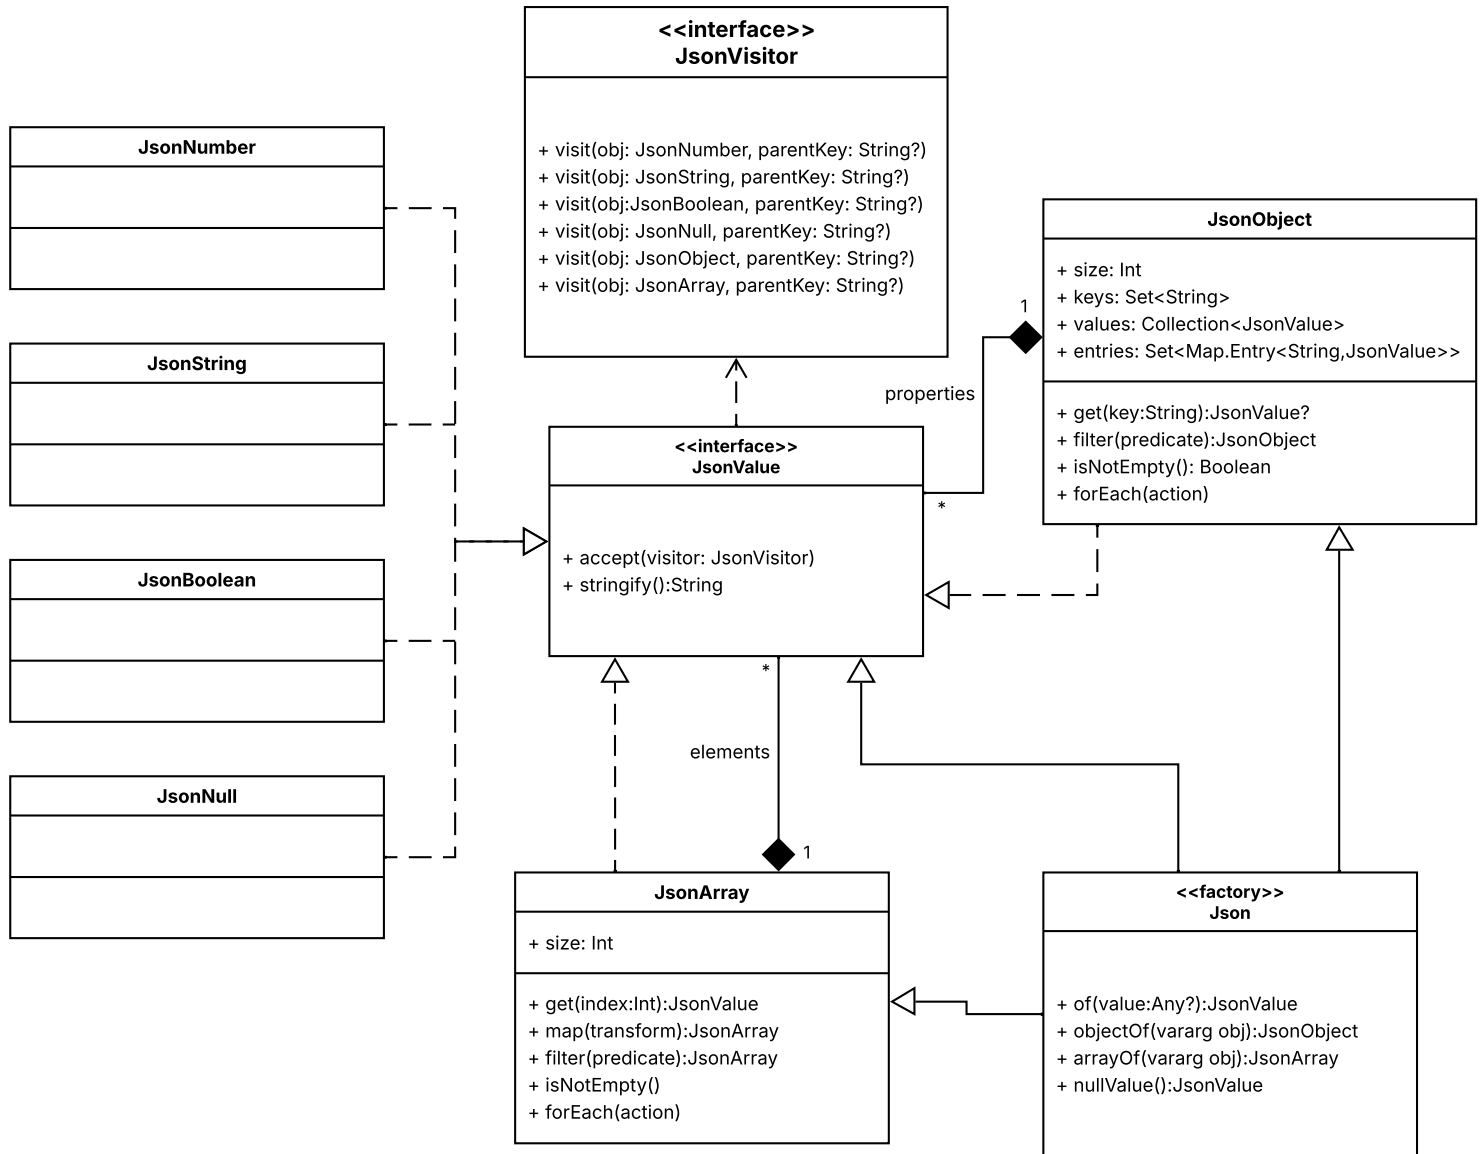 <<interface>>
JsonVisitor
+ visit(obj: JsonNumber, parentKey: String?)
+ visit(obj: JsonString, parentKey: String?)
+ visit(obj:JsonBoolean, parentKey: String?)
+ visit(obj: JsonNull, parentKey: String?)
+ visit(obj: JsonObject, parentKey: String?)
+ visit(obj: JsonArray, parentKey: String?)
JsonNumber
JsonString
JsonBoolean
JsonNull
JsonObject
+ size: Int
+ keys: Set<String>
+ values: Collection<JsonValue>
+ entries: Set<Map.Entry<String,JsonValue>>
+ get(key:String):JsonValue?
+ filter(predicate):JsonObject
+ isNotEmpty(): Boolean
+ forEach(action)
1
properties
*
<<interface>>
JsonValue
+ accept(visitor: JsonVisitor)
+ stringify():String
*
elements
1
JsonArray
+ size: Int
+ get(index:Int):JsonValue
+ map(transform):JsonArray
+ filter(predicate):JsonArray
+ isNotEmpty()
+ forEach(action)
<<factory>>
Json
+ of(value:Any?):JsonValue
+ objectOf(vararg obj):JsonObject
+ arrayOf(vararg obj):JsonArray
+ nullValue():JsonValue